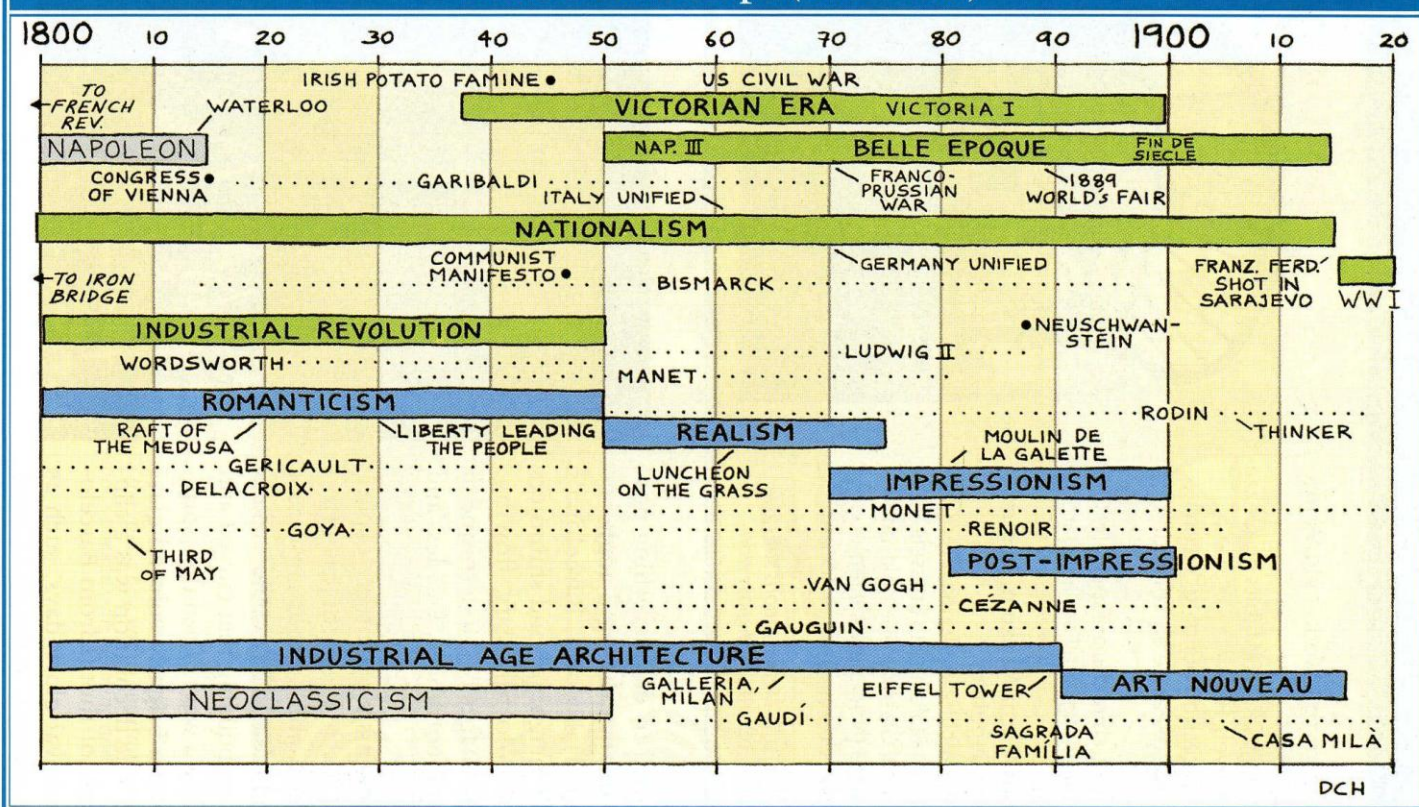 1800 10 20 30 40 50 60 70 80 90 1900 10 20
IRISH POTATO FAMINE US CIVIL WAR
TO
FRENCH
REV.
WATERLOO
VICTORIAN ERA VICTORIA I
NAPOLEON
NAP. III BELLE EPOQUE FIN DE
SIECLE
CONGRESS
OF VIENNA
GARIBALDI
ITALY UNIFIED
FRANCO-
PRUSSIAN
WAR
1889
WORLD'S FAIR
NATIONALISM
TO IRON
BRIDGE
COMMUNIST
MANIFESTO
BISMARCK
GERMANY UNIFIED
FRANZ. FERD.
SHOT IN
SARAJEVO
WW I
INDUSTRIAL REVOLUTION
NEUSCHWAN-
STEIN
WORDSWORTH
LUDWIG II
MANET
ROMANTICISM
RODIN
THINKER
RAFT OF
THE MEDUSA
LIBERTY LEADING
THE PEOPLE
REALISM
MOULIN DE
LA GALETTE
GERICAULT
LUNCHEON
ON THE GRASS
IMPRESSIONISM
DELACROIX
MONET
GOYA
RENOIR
THIRD
OF MAY
POST-IMPRESSIONISM
VAN GOGH
CÉZANNE
GAUGUIN
INDUSTRIAL AGE ARCHITECTURE
NEOCLASSICISM
GALLERIA,
MILAN
EIFFEL TOWER
ART NOUVEAU
GAUDÍ
SAGRADA
FAMÍLIA
CASA MILÀ
DCH